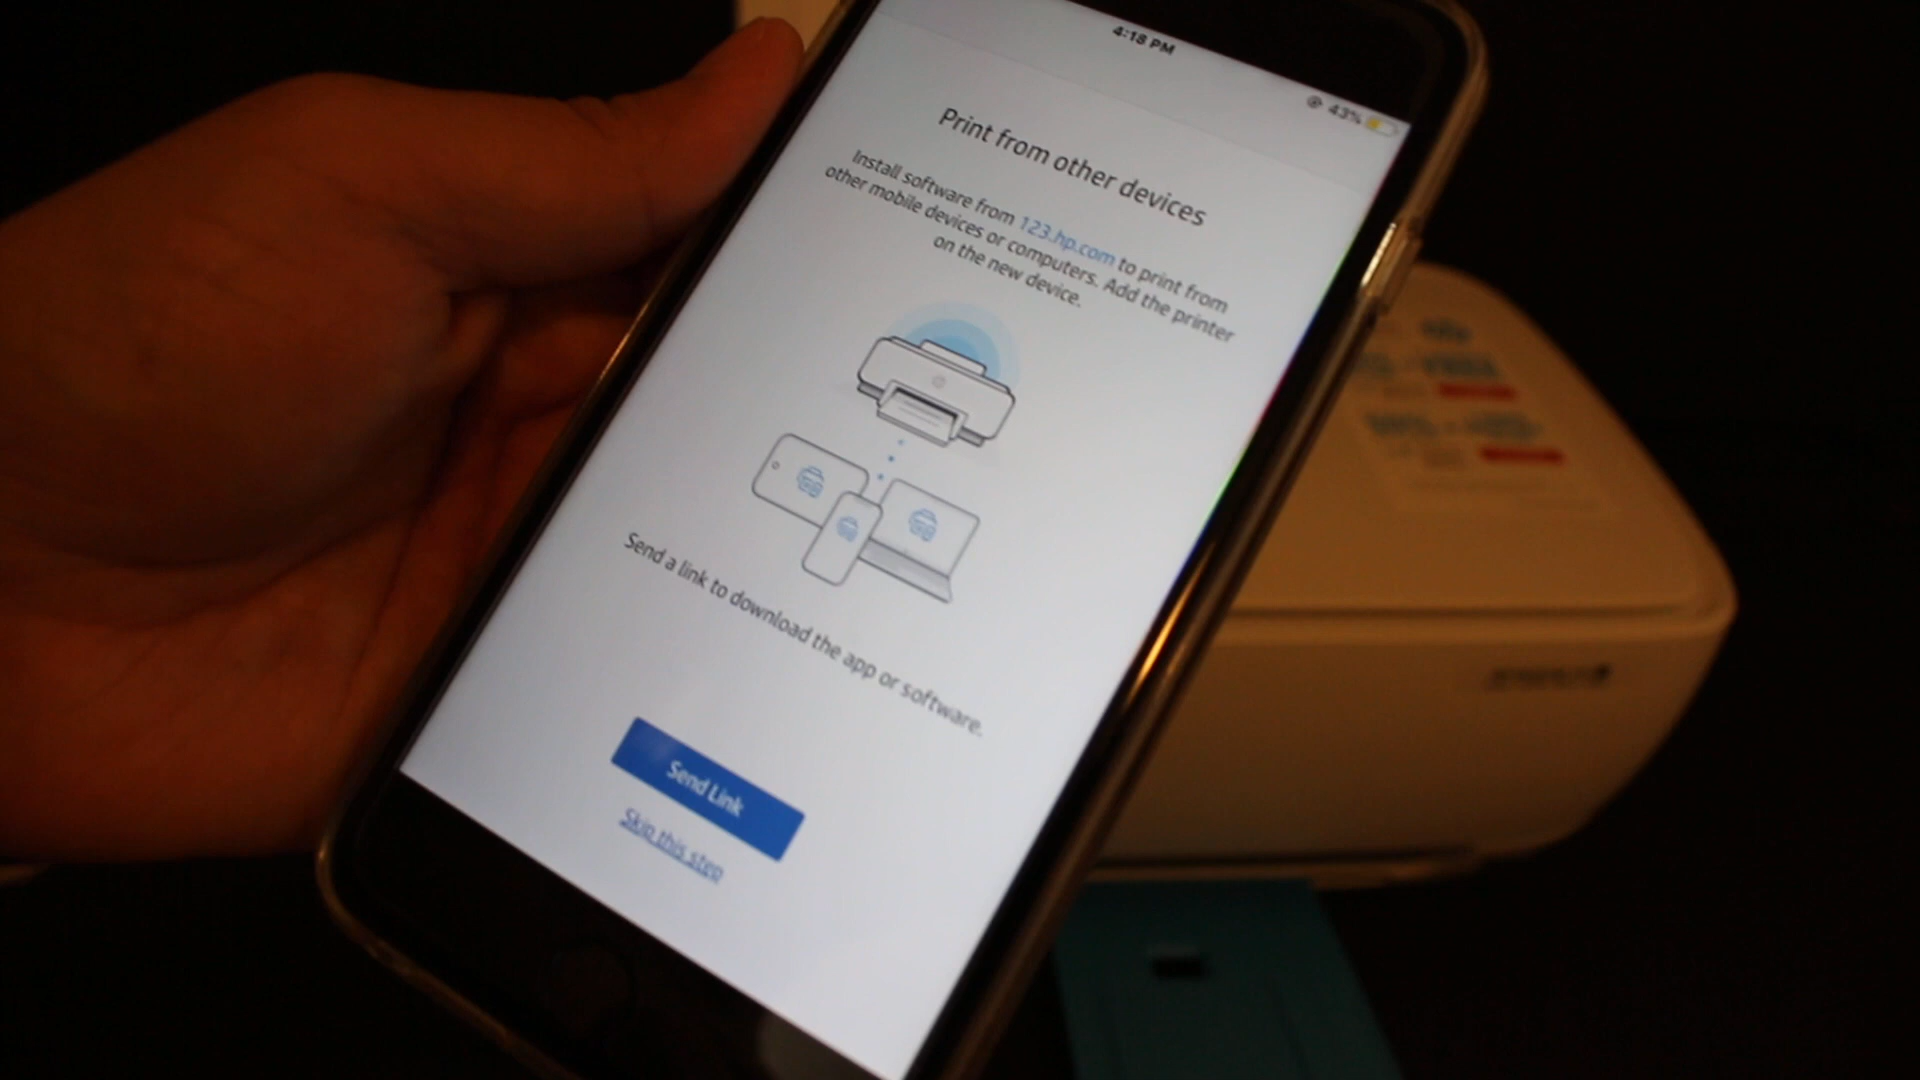 4:18 PM
43%
Print from other devices
Install software from 123.hp.com to print from
other mobile devices or computers. Add the printer
on the new device.
Send a link to download the app or software.
Send Link
Skip this step